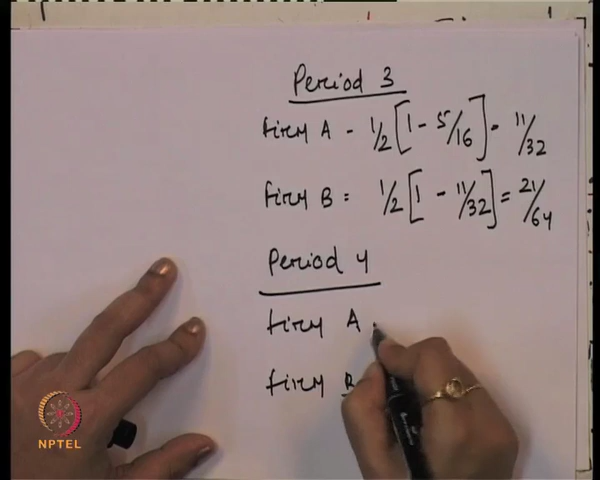 Period 3
Firm A - 1/2 [1 - 5/16] - 11/32
Firm B = 1/2 [1 - 11/32] = 21/64
Period 4
Firm A
Firm B
NPTEL